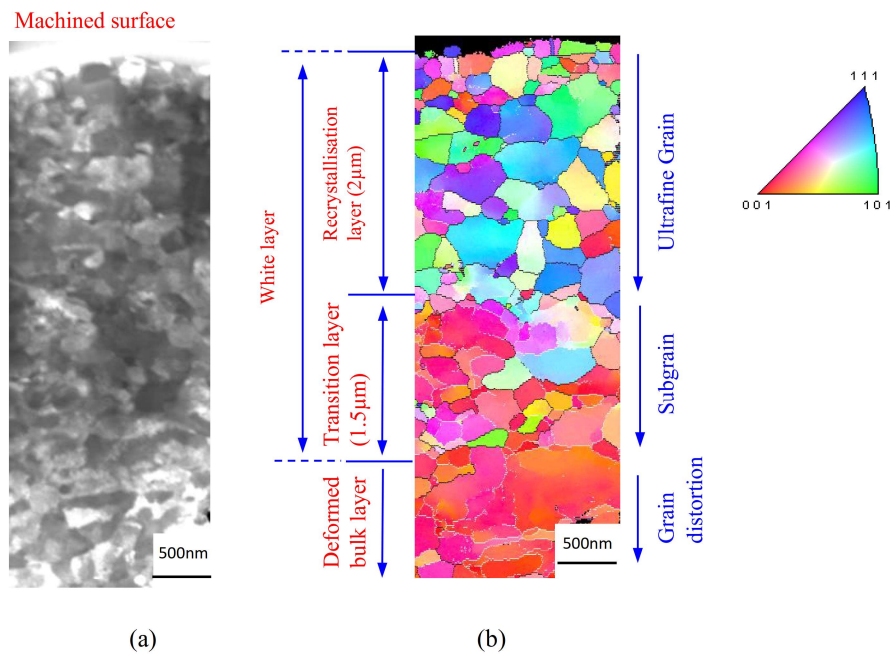 Machined surface
White layer
Recrystallisation
layer (2μm)
Transition layer
(1.5μm)
Deformed
bulk layer
Ultrafine Grain
Subgrain
Grain
distortion
1 1 1
0 0 1
1 0 1
500nm
500nm
(a)
(b)